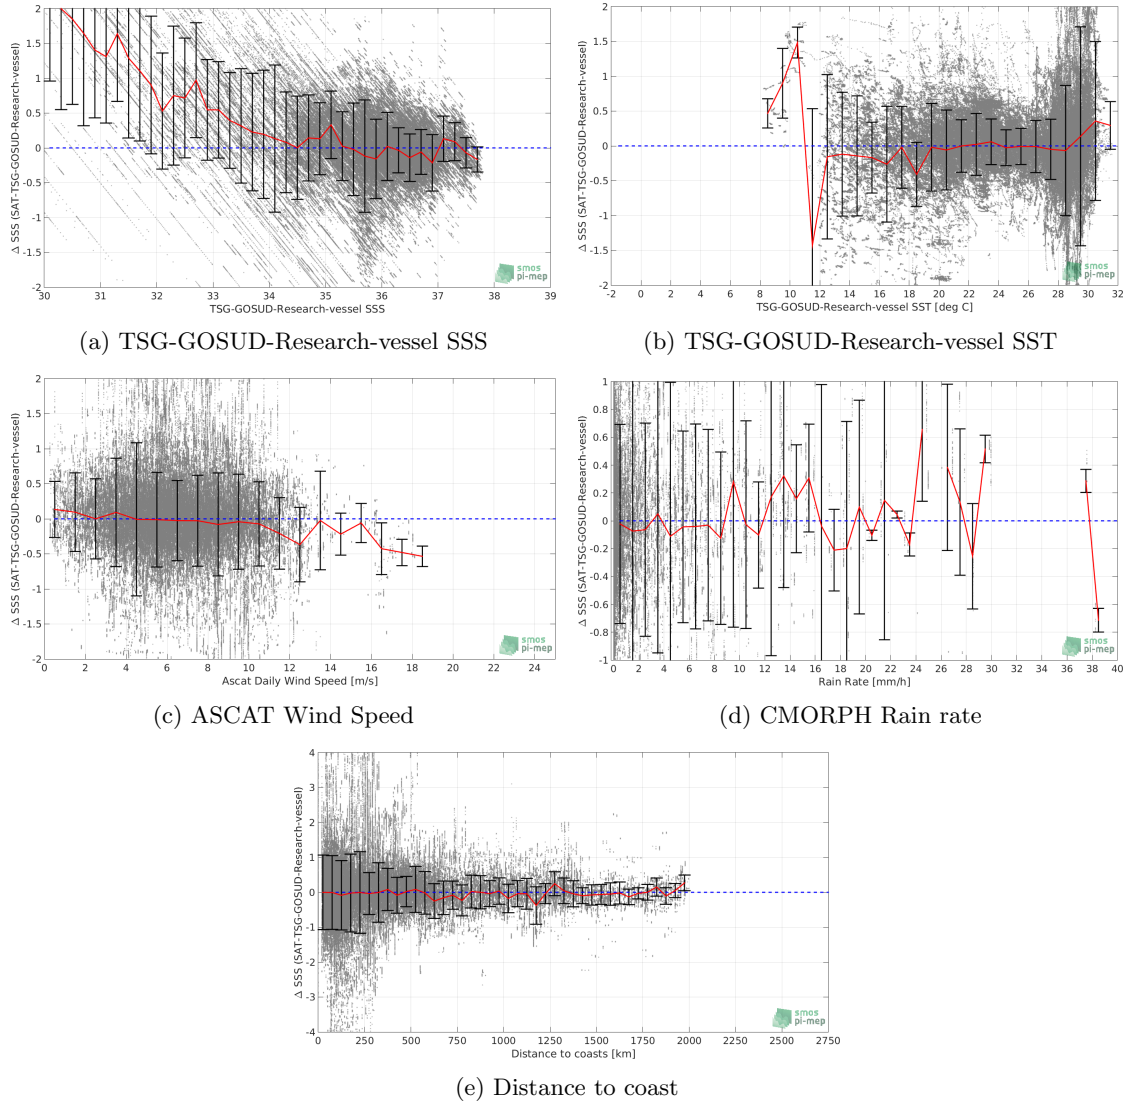 Δ SSS (SAT-TSG-GOSUD-Research-vessel)
2
1.5
1
0.5
0
-0.5
-1
-1.5
-2
30 31 32 33 34 35 36 37 38 39
TSG-GOSUD-Research-vessel SSS
smos
pi-mep
(a) TSG-GOSUD-Research-vessel SSS
Δ SSS (SAT-TSG-GOSUD-Research-vessel)
2
1.5
1
0.5
0
-0.5
-1
-1.5
-2
-2 0 2 4 6 8 10 12 14 16 18 20 22 24 26 28 30 32
TSG-GOSUD-Research-vessel SST [deg C]
smos
pi-mep
(b) TSG-GOSUD-Research-vessel SST
Δ SSS (SAT-TSG-GOSUD-Research-vessel)
2
1.5
1
0.5
0
-0.5
-1
-1.5
-2
0 2 4 6 8 10 12 14 16 18 20 22 24
Ascat Daily Wind Speed [m/s]
smos
pi-mep
(c) ASCAT Wind Speed
Δ SSS (SAT-TSG-GOSUD-Research-vessel)
1
0.8
0.6
0.4
0.2
0
-0.2
-0.4
-0.6
-0.8
-1
0 2 4 6 8 10 12 14 16 18 20 22 24 26 28 30 32 34 36 38 40
Rain Rate [mm/h]
smos
pi-mep
(d) CMORPH Rain rate
Δ SSS (SAT-TSG-GOSUD-Research-vessel)
4
3
2
1
0
-1
-2
-3
-4
0 250 500 750 1000 1250 1500 1750 2000 2250 2500 2750
Distance to coasts [km]
smos
pi-mep
(e) Distance to coast